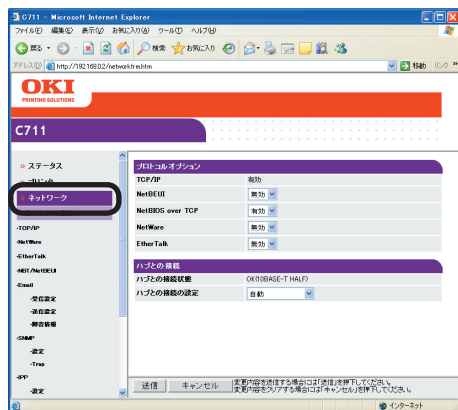 C711 - Microsoft Internet Explorer
ファイル(F) 編集(E) 表示(V) お気に入り(A) ツール(T) ヘルプ(H)
戻る 検索 お気に入り
アドレス(D) http://192.168.0.2/networkfrm.htm 移動 リンク »
OKI
PRINTING SOLUTIONS
C711
» ステータス
» プリンタ
» ネットワーク
-TCP/IP
-NetWare
-EtherTalk
-NBT/NetBEUI
-Email
-受信設定
-送信設定
-障害情報
-SNMP
-設定
-Trap
-IPP
-設定
プロトコルオプション
TCP/IP 有効
NetBEUI 無効
NetBIOS over TCP 有効
NetWare 無効
EtherTalk 無効
ハブとの接続
ハブとの接続状態 OK(10BASE-T HALF)
ハブとの接続の設定 自動
送信 キャンセル
変更内容を送信する場合には「送信」を押下してください。
変更内容をクリアする場合には「キャンセル」を押下してください。
インターネット